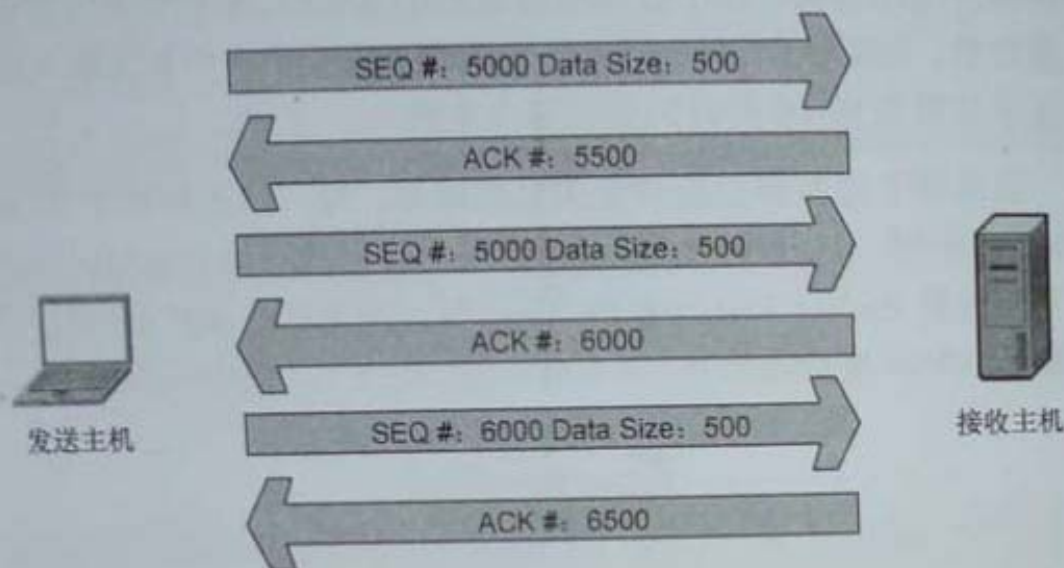 SEQ #：5000 Data Size：500
ACK #：5500
SEQ #：5000 Data Size：500
ACK #：6000
SEQ #：6000 Data Size：500
ACK #：6500
发送主机
接收主机